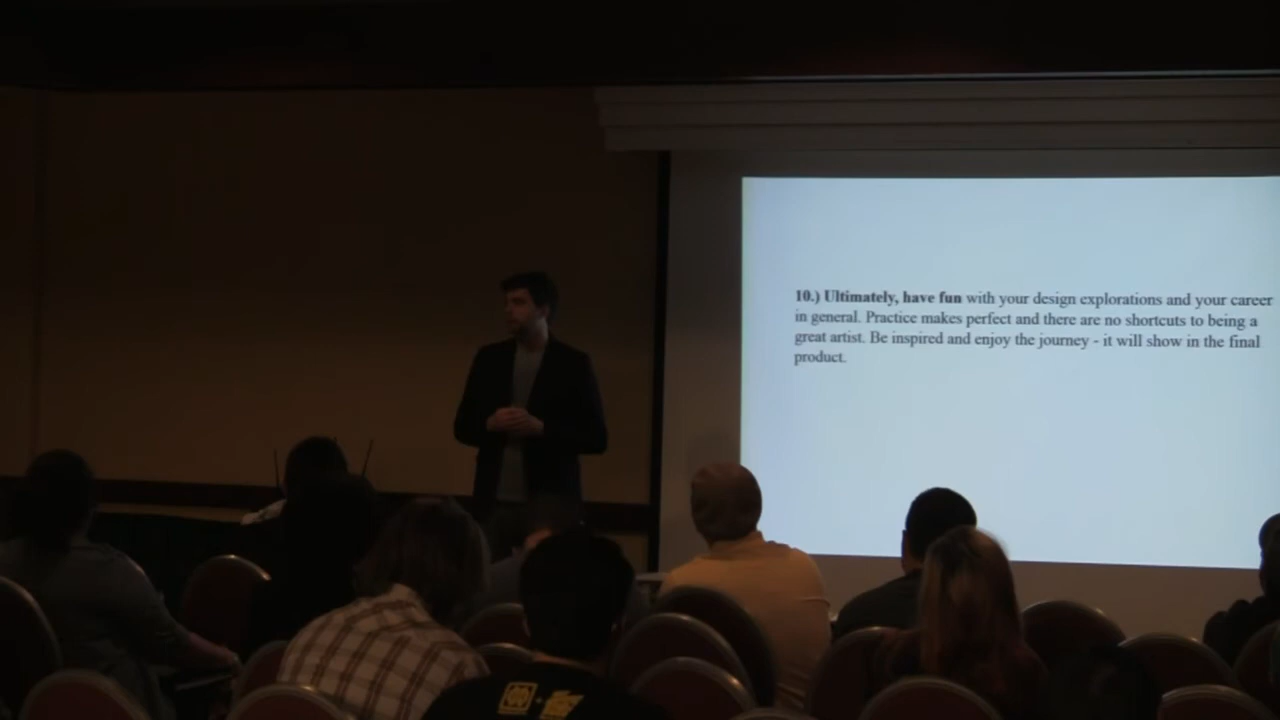 10.) Ultimately, have fun with your design explorations and your career
in general. Practice makes perfect and there are no shortcuts to being a
great artist. Be inspired and enjoy the journey - it will show in the final
product.